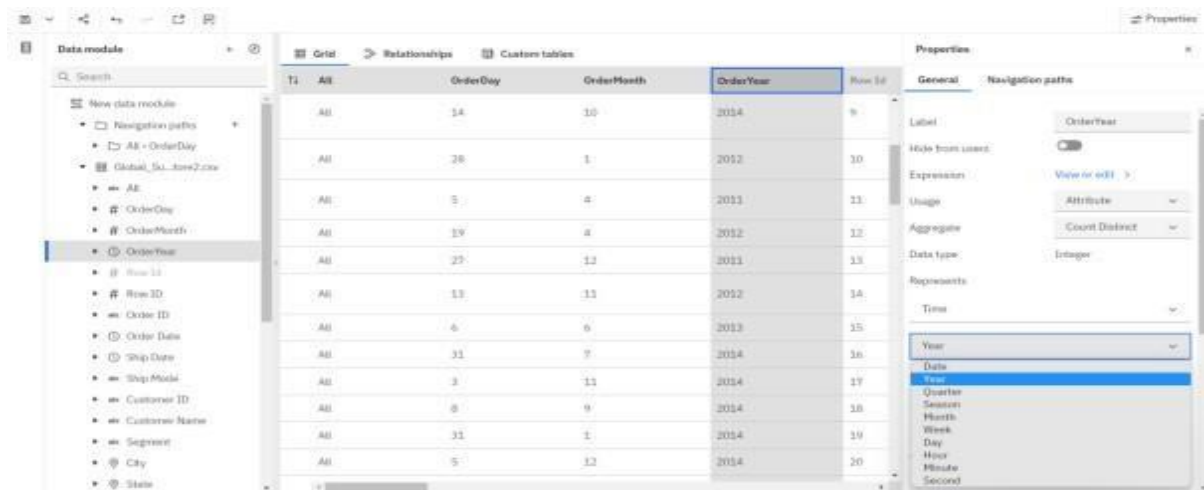 Properties
Data module
Search
New data module
Navigation paths
All - OrderDay
Global_Su...tore2.csv
All
OrderDay
OrderMonth
OrderYear
Row Id
Row ID
Order ID
Order Date
Ship Date
Ship Mode
Customer ID
Customer Name
Segment
City
State
Grid Relationships Custom tables
All OrderDay OrderMonth OrderYear Row Id
All 14 10 2014 9
All 28 1 2012 10
All 5 4 2011 11
All 19 4 2012 12
All 27 12 2011 13
All 13 11 2012 14
All 6 6 2013 15
All 31 7 2014 16
All 3 11 2014 17
All 8 9 2014 18
All 31 1 2014 19
All 5 12 2014 20
Properties
General Navigation paths
Label OrderYear
Hide from users
Expression View or edit >
Usage Attribute
Aggregate Count Distinct
Data type Integer
Represents
Time
Year
Date
Year
Quarter
Season
Month
Week
Day
Hour
Minute
Second